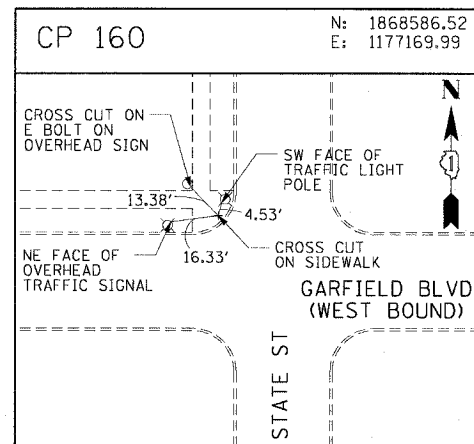 CP 160
N: 1868586.52
E: 1177169.99
CROSS CUT ON
E BOLT ON
OVERHEAD SIGN
N
1
SW FACE OF
TRAFFIC LIGHT
POLE
13.38'
4.53'
16.33'
NE FACE OF
OVERHEAD
TRAFFIC SIGNAL
CROSS CUT
ON SIDEWALK
GARFIELD BLVD
(WEST BOUND)
STATE ST